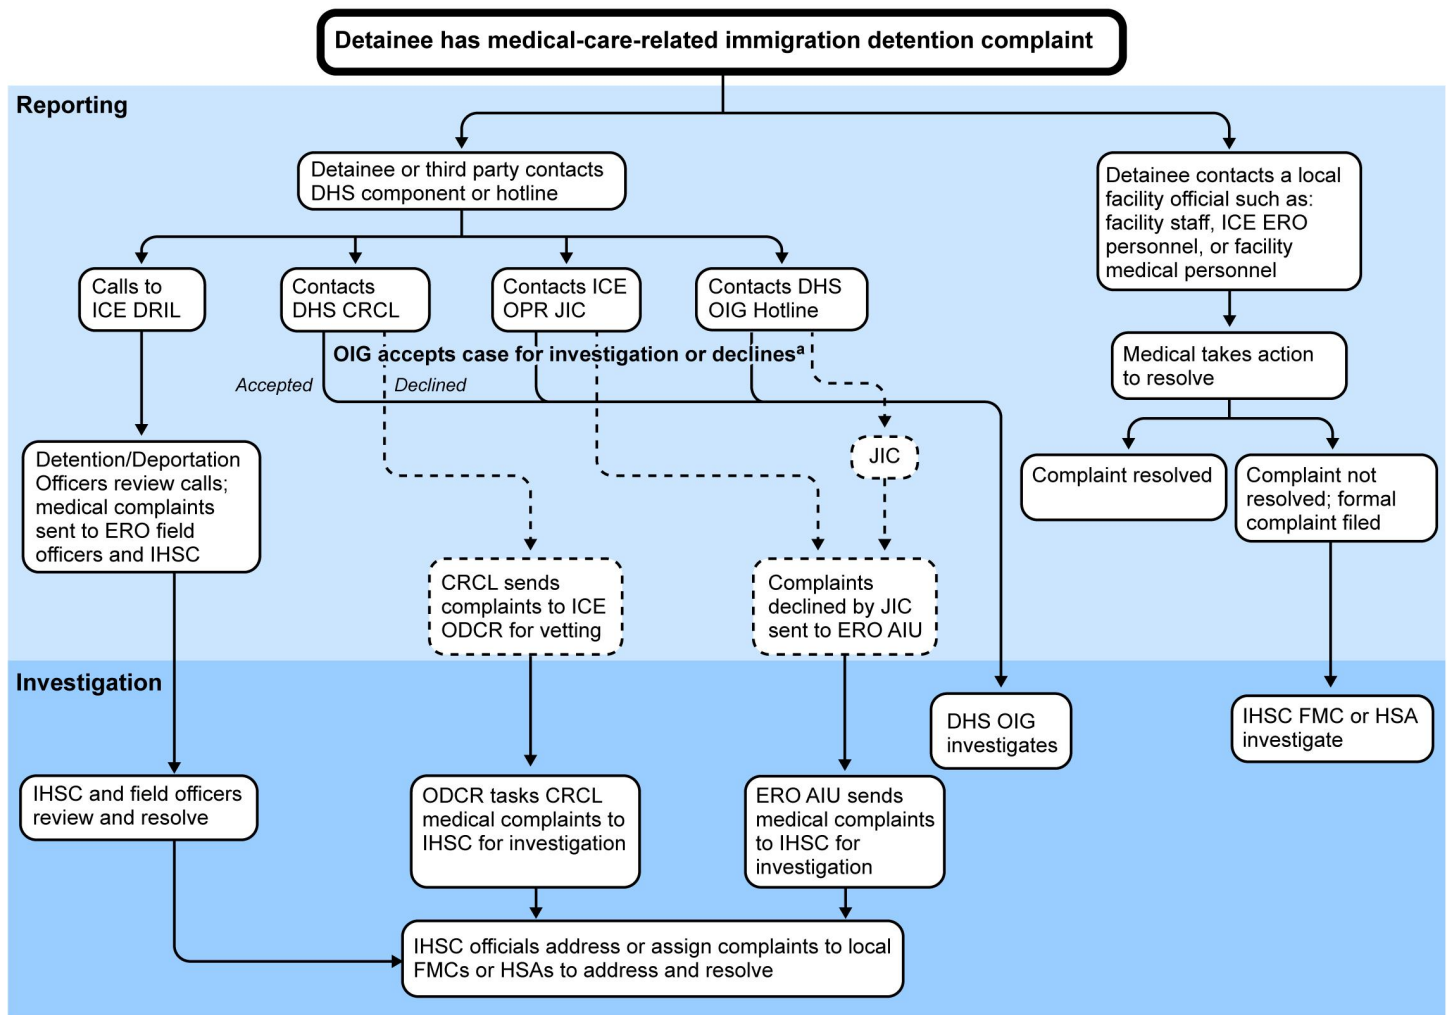 Detainee has medical-care-related immigration detention complaint
Reporting
Detainee or third party contacts
DHS component or hotline
Detainee contacts a local
facility official such as:
facility staff, ICE ERO
personnel, or facility
medical personnel
Calls to
ICE DRIL
Contacts
DHS CRCL
Contacts ICE
OPR JIC
Contacts DHS
OIG Hotline
OIG accepts case for investigation or declinesᵃ
Accepted
Declined
Medical takes action
to resolve
Detention/Deportation
Officers review calls;
medical complaints
sent to ERO field
officers and IHSC
JIC
Complaint resolved
Complaint not
resolved; formal
complaint filed
CRCL sends
complaints to ICE
ODCR for vetting
Complaints
declined by JIC
sent to ERO AIU
Investigation
DHS OIG
investigates
IHSC FMC or HSA
investigate
IHSC and field officers
review and resolve
ODCR tasks CRCL
medical complaints to
IHSC for investigation
ERO AIU sends
medical complaints
to IHSC for
investigation
IHSC officials address or assign complaints to local
FMCs or HSAs to address and resolve